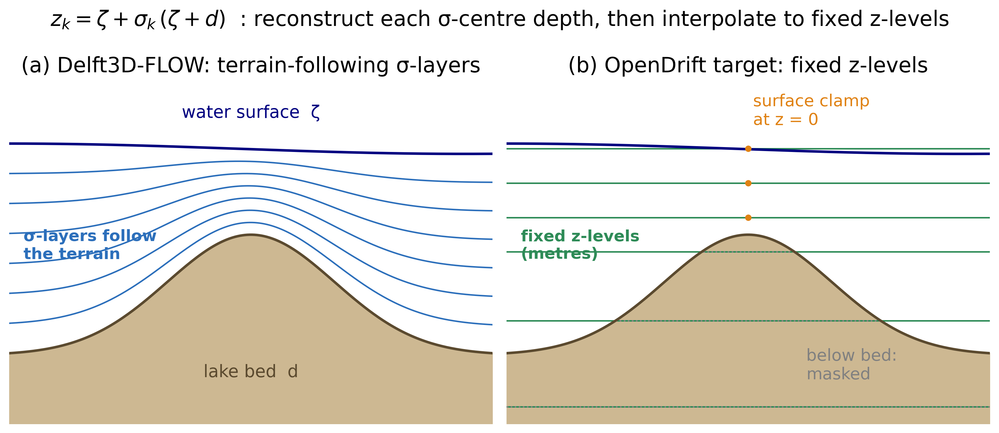 z_k = ζ + σ_k (ζ + d) : reconstruct each σ-centre depth, then interpolate to fixed z-levels
(a) Delft3D-FLOW: terrain-following σ-layers
water surface ζ
σ-layers follow
the terrain
lake bed d
(b) OpenDrift target: fixed z-levels
surface clamp
at z = 0
fixed z-levels
(metres)
below bed:
masked